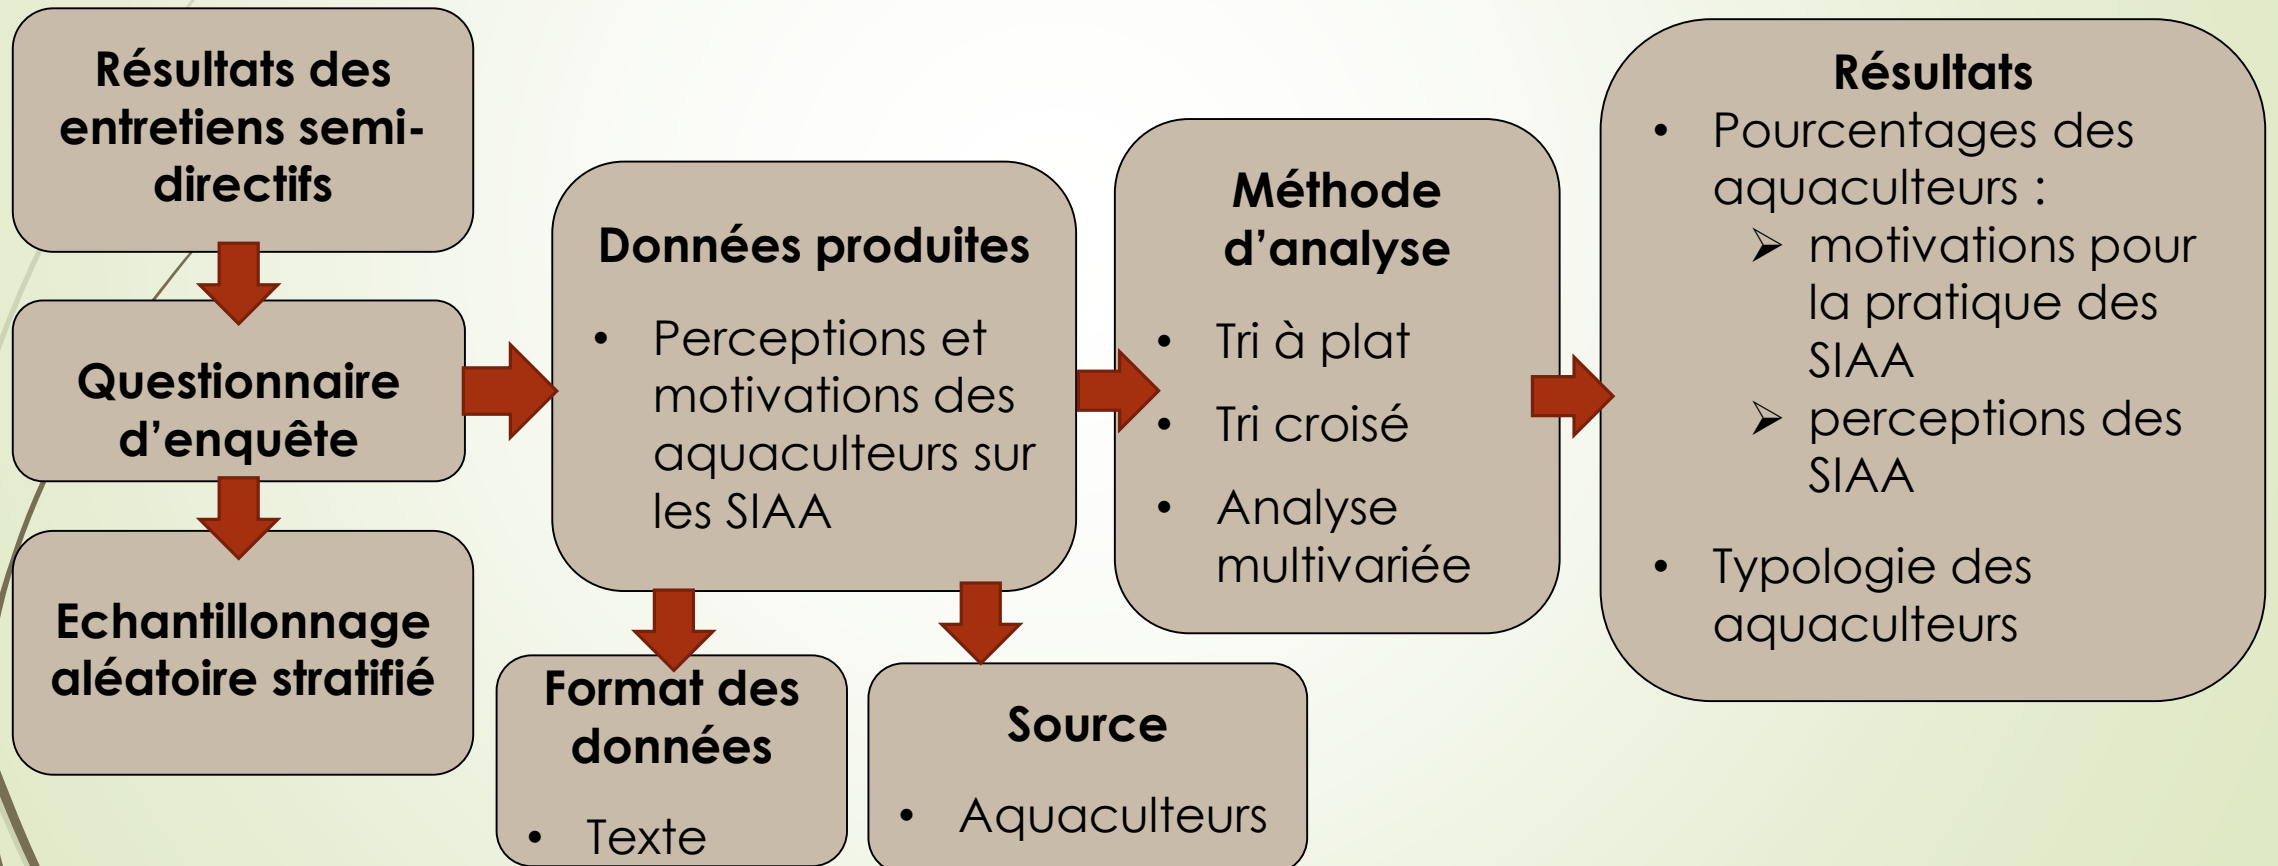 Résultats des
entretiens semi-
directifs
Questionnaire
d’enquête
Echantillonnage
aléatoire stratifié
Données produites
• Perceptions et
motivations des
aquaculteurs sur
les SIAA
Format des
données
• Texte
Source
• Aquaculteurs
Méthode
d’analyse
• Tri à plat
• Tri croisé
• Analyse
multivariée
Résultats
• Pourcentages des
aquaculteurs :
➢ motivations pour
la pratique des
SIAA
➢ perceptions des
SIAA
• Typologie des
aquaculteurs